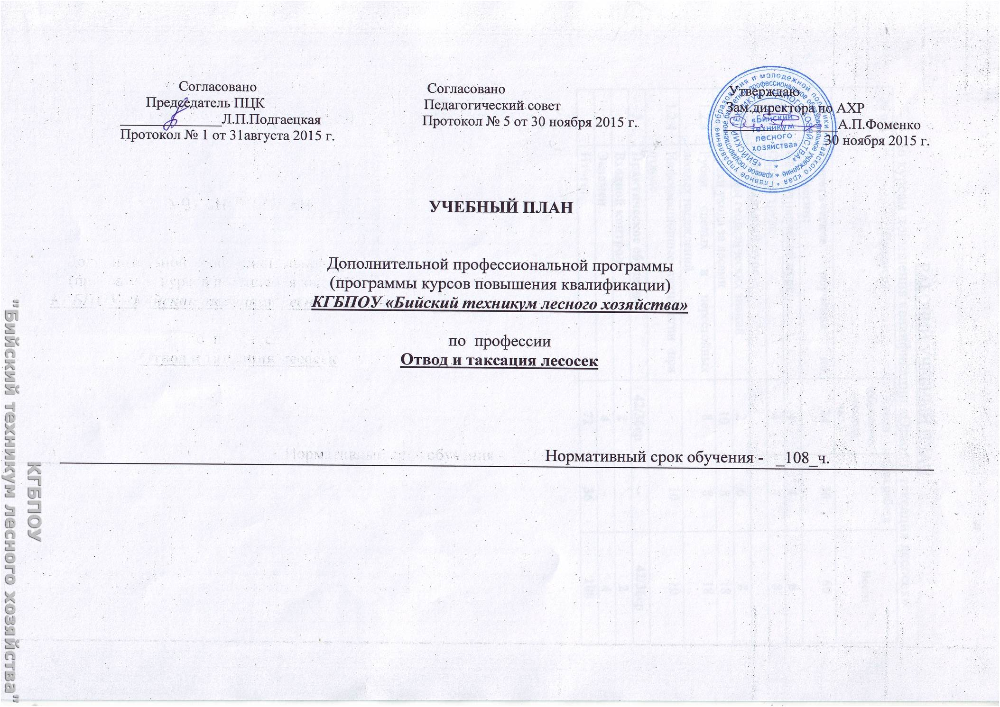 Согласовано
Председатель ПЦК
______________Л.П.Подгаецкая
Протокол № 1 от 31августа 2015 г.
Согласовано
Педагогический совет
Протокол № 5 от 30 ноября 2015 г.
Утверждаю
Зам.директора по АХР
А.П.Фоменко
30 ноября 2015 г.
Главное управление образования и молодежной политики Алтайского края *
краевое государственное бюджетное профессиональное образовательное учреждение *
«БИЙСКИЙ ТЕХНИКУМ ЛЕСНОГО ХОЗЯЙСТВА» *
«Бийский
техникум
лесного
хозяйства»
УЧЕБНЫЙ ПЛАН
Дополнительной профессиональной программы
(программы курсов повышения квалификации)
КГБПОУ «Бийский техникум лесного хозяйства»
по профессии
Отвод и таксация лесосек
Нормативный срок обучения - _108_ч.
КГБПОУ
"Бийский техникум лесного хозяйства"